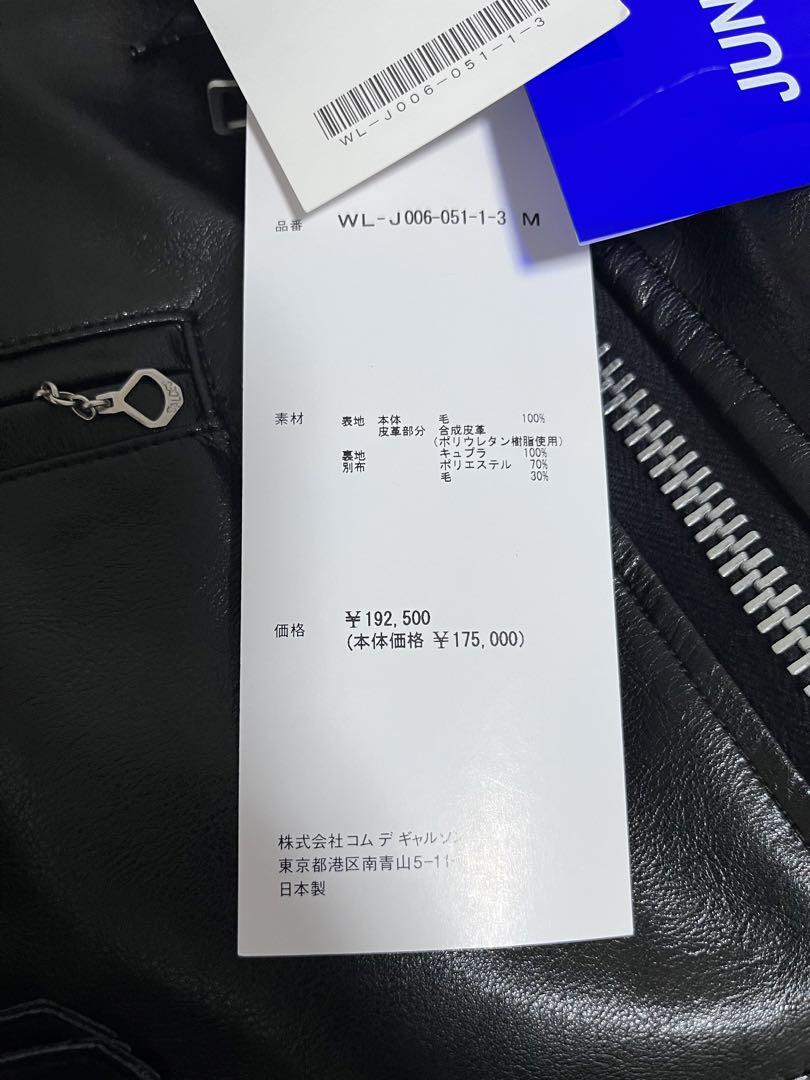 WL-J006-051-1-3
JUN
品番 WL-J006-051-1-3 M
素材 表地 本体 毛 100%
皮革部分 合成皮革
(ポリウレタン樹脂使用)
裏地 キュプラ 100%
別布 ポリエステル 70%
毛 30%
価格 ¥192,500
(本体価格 ¥175,000)
株式会社コム デ ギャルソン
東京都港区南青山5-11
日本製